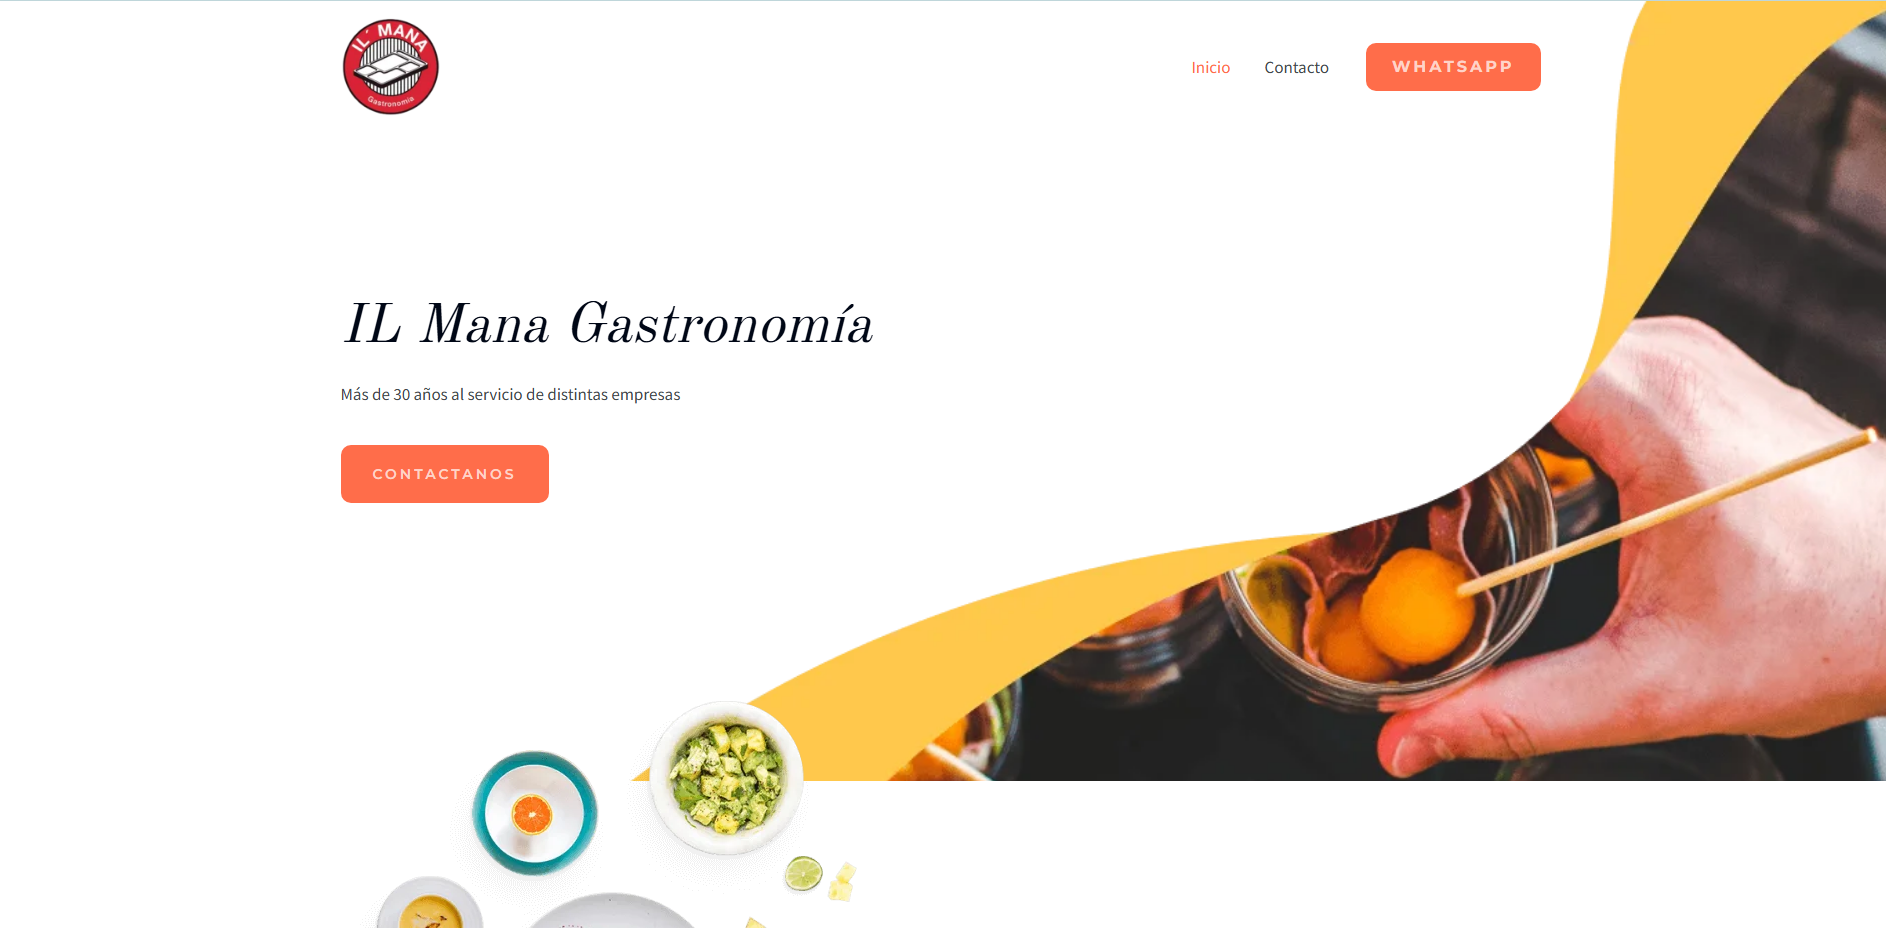 IL' MANA
Gastronomía
Inicio
Contacto
WHATSAPP
IL Mana Gastronomía
Más de 30 años al servicio de distintas empresas
CONTACTANOS